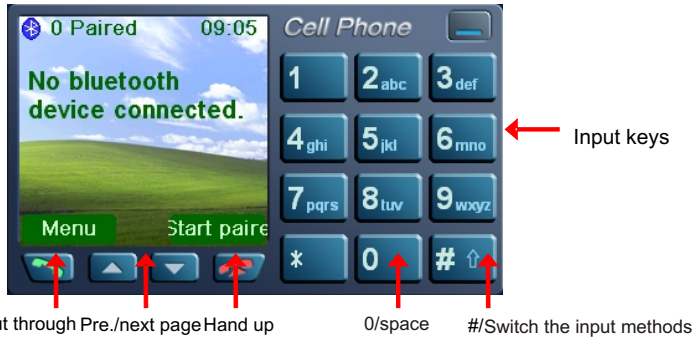 0 Paired 09:05 Cell Phone
No bluetooth
device connected.
1 2abc 3def
4ghi 5jkl 6mno
Input keys
7pqrs 8tuv 9wxyz
Menu Start paire
* 0 # ⇧
through Pre./next page Hand up 0/space #/Switch the input methods